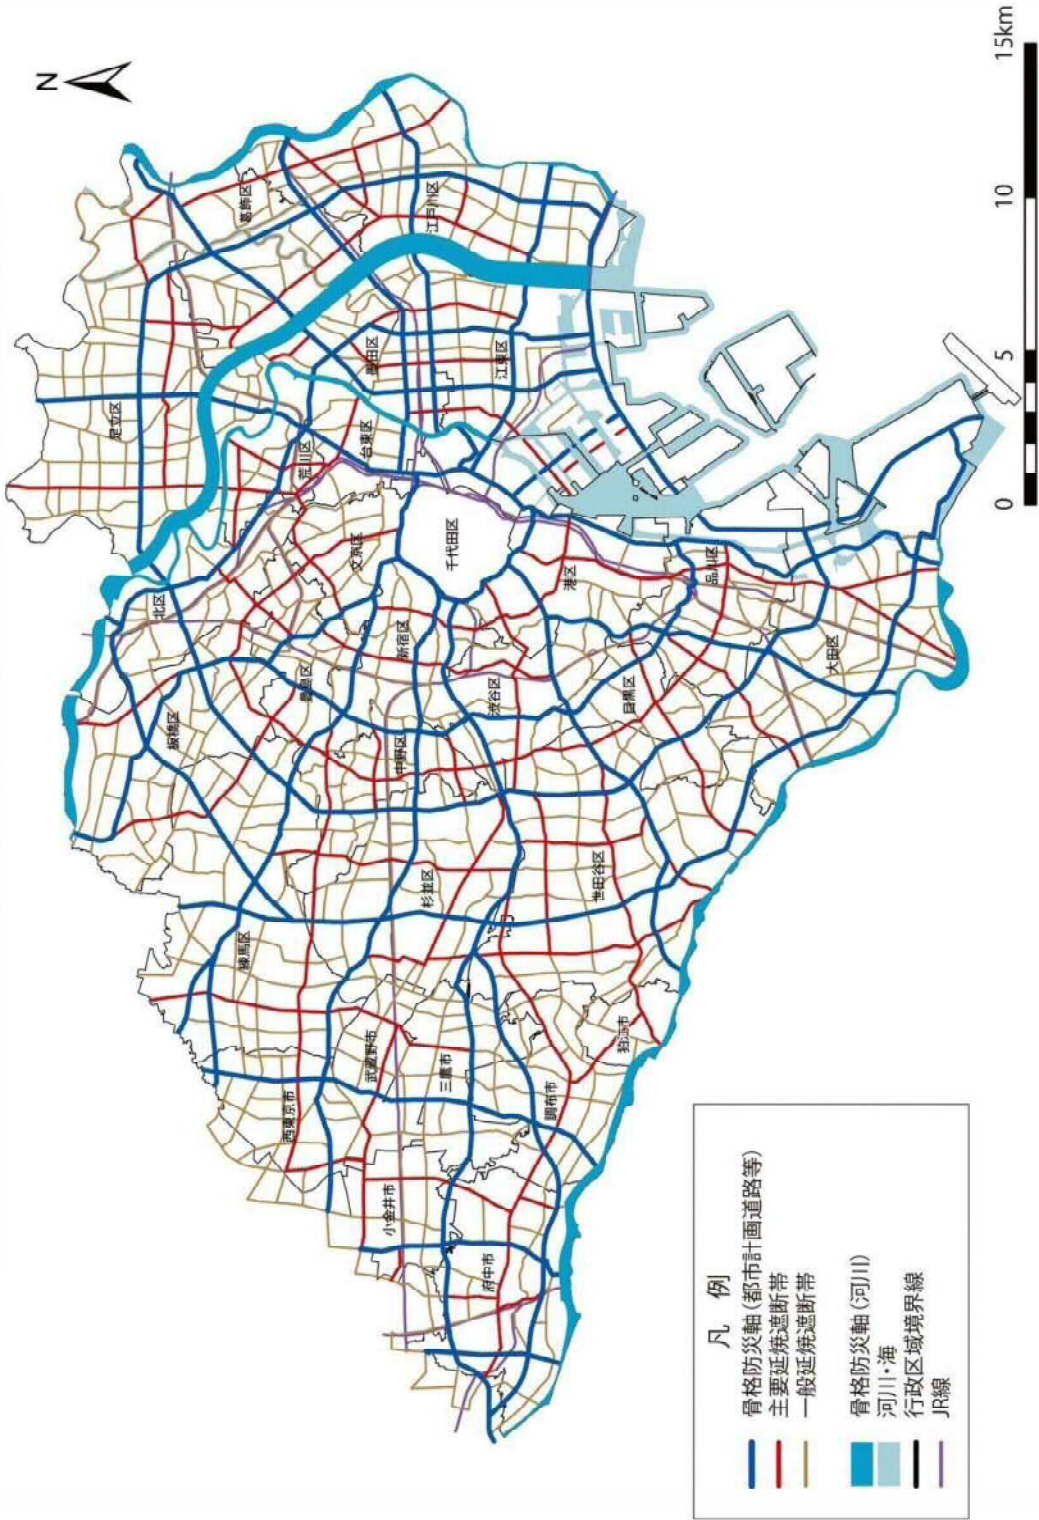 N
足立区
葛飾区
江戸川区
墨田区
江東区
荒川区
台東区
北区
文京区
千代田区
板橋区
豊島区
新宿区
港区
品川区
渋谷区
目黒区
大田区
中野区
練馬区
杉並区
世田谷区
西東京市
武蔵野市
三鷹市
狛江市
調布市
小金井市
府中市
凡 例
骨格防災軸(都市計画道路等)
主要延焼遮断帯
一般延焼遮断帯
骨格防災軸(河川)
河川・海
行政区域境界線
JR線
0 5 10 15km